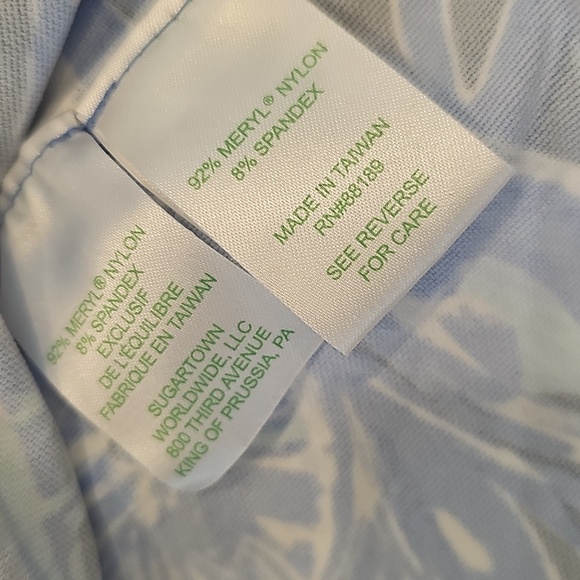 92% MERYL® NYLON
8% SPANDEX
MADE IN TAIWAN
RN#88189
SEE REVERSE
FOR CARE
92% MERYL® NYLON
8% SPANDEX
EXCLUSIF
DE L'ÉQUILIBRE
FABRIQUE EN TAIWAN
SUGARTOWN
WORLDWIDE, LLC
800 THIRD AVENUE
KING OF PRUSSIA, PA